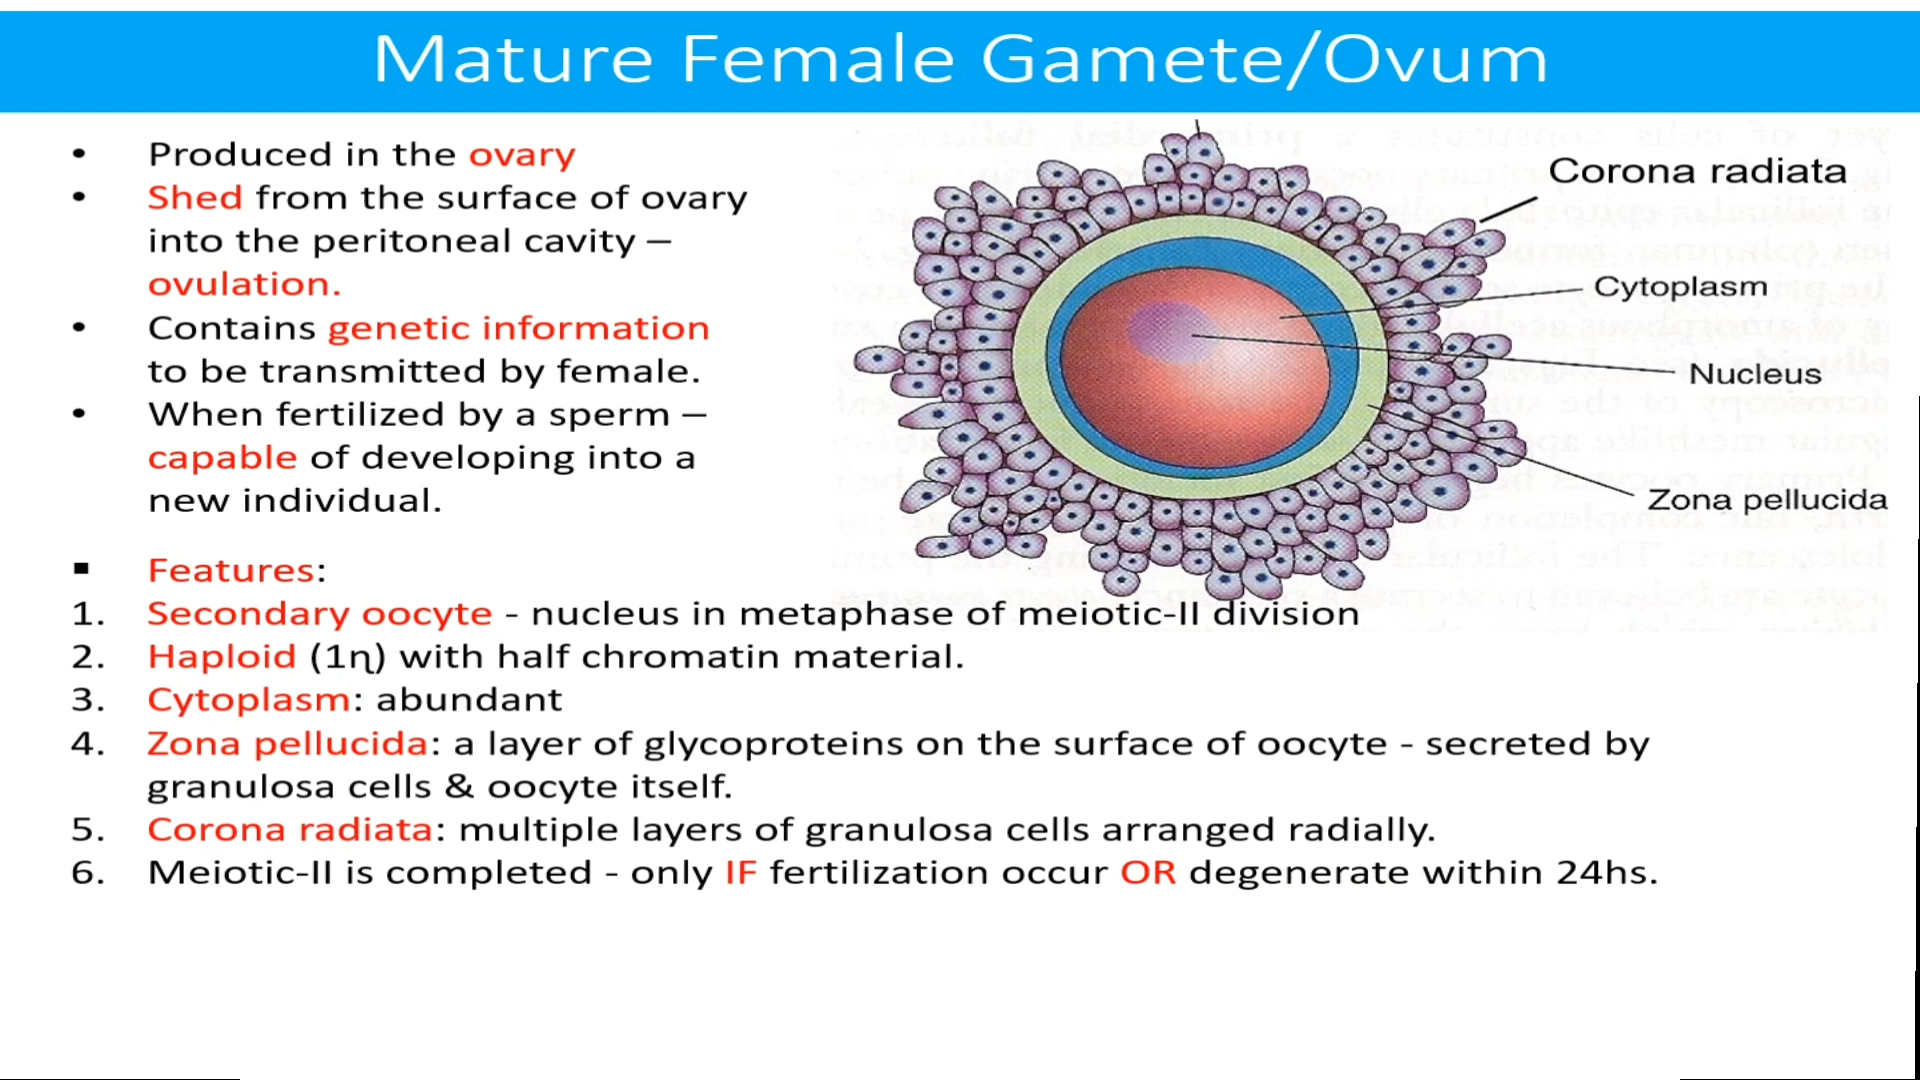 Mature Female Gamete/Ovum
• Produced in the ovary
• Shed from the surface of ovary
into the peritoneal cavity –
ovulation.
• Contains genetic information
to be transmitted by female.
• When fertilized by a sperm –
capable of developing into a
new individual.
Corona radiata
Cytoplasm
Nucleus
Zona pellucida
▪ Features:
1. Secondary oocyte - nucleus in metaphase of meiotic-II division
2. Haploid (1η) with half chromatin material.
3. Cytoplasm: abundant
4. Zona pellucida: a layer of glycoproteins on the surface of oocyte - secreted by
granulosa cells & oocyte itself.
5. Corona radiata: multiple layers of granulosa cells arranged radially.
6. Meiotic-II is completed - only IF fertilization occur OR degenerate within 24hs.